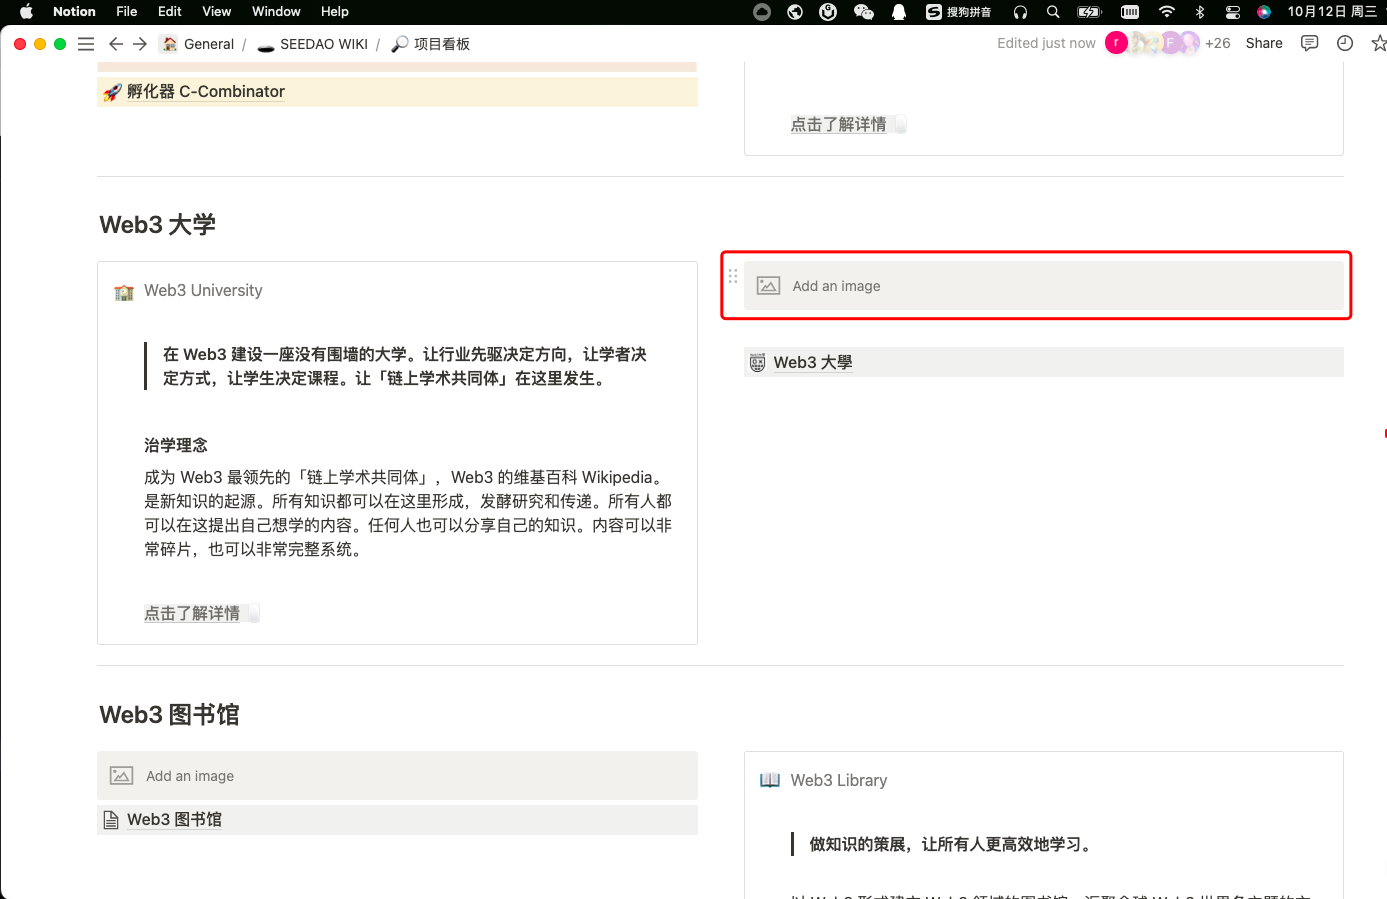 Notion File Edit View Window Help 搜狗拼音 10月12日 周三
General / SEEDAO WIKI / 项目看板 Edited just now r F +26 Share
孵化器 C-Combinator
点击了解详情
Web3 大学
Web3 University
在 Web3 建设一座没有围墙的大学。让行业先驱决定方向，让学者决
定方式，让学生决定课程。让「链上学术共同体」在这里发生。
治学理念
成为 Web3 最领先的「链上学术共同体」，Web3 的维基百科 Wikipedia。
是新知识的起源。所有知识都可以在这里形成，发酵研究和传递。所有人都
可以在这提出自己想学的内容。任何人也可以分享自己的知识。内容可以非
常碎片，也可以非常完整系统。
点击了解详情
Add an image
Web3 大學
Web3 图书馆
Add an image
Web3 图书馆
Web3 Library
做知识的策展，让所有人更高效地学习。